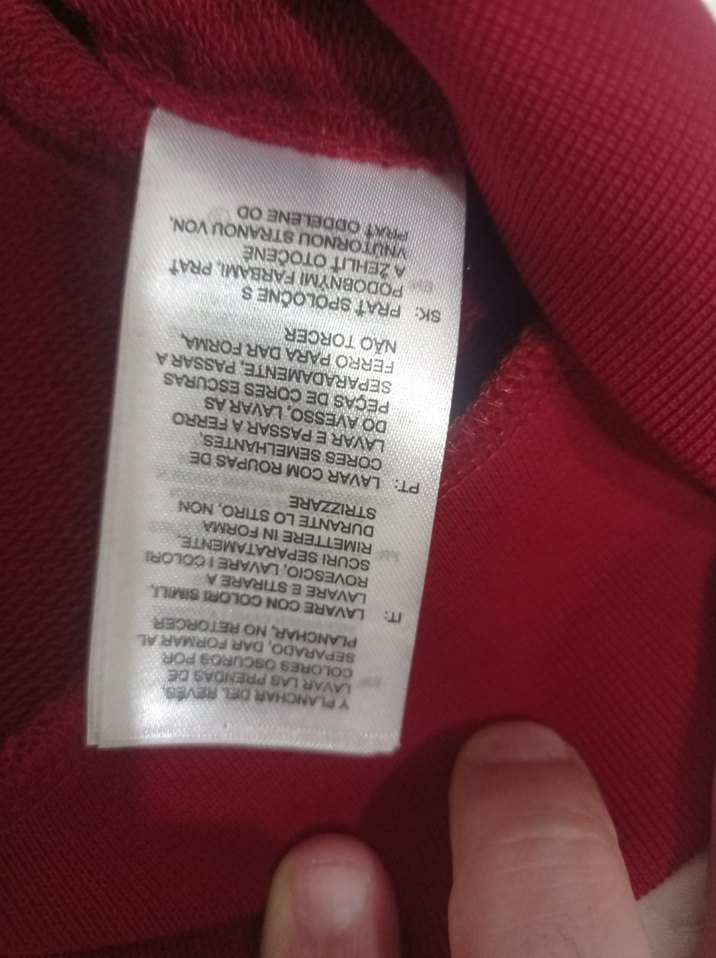 Y PLANCHAR DEL REVÉS,
LAVAR LAS PRENDAS DE
COLORES OSCUROS POR
SEPARADO, DAR FORMAR AL
PLANCHAR, NO RETORCER
IT: LAVARE CON COLORI SIMILI,
LAVARE E STIRARE A
ROVESCIO, LAVARE I COLORI
SCURI SEPARATAMENTE,
RIMETTERE IN FORMA
DURANTE LO STIRO, NON
STRIZZARE
PT: LAVAR COM ROUPAS DE
CORES SEMELHANTES,
LAVAR E PASSAR A FERRO
DO AVESSO, LAVAR AS
PEÇAS DE CORES ESCURAS
SEPARADAMENTE, PASSAR A
FERRO PARA DAR FORMA,
NÃO TORCER
SK: PRAŤ SPOLOČNE S
PODOBNÝMI FARBAMI, PRAŤ
A ŽEHLIŤ OTOČENÉ
VNÚTORNOU STRANOU VON,
PRAŤ ODDELENE OD